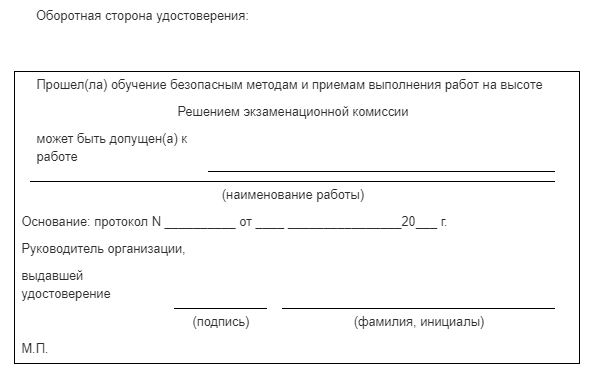 Оборотная сторона удостоверения:
Прошел(ла) обучение безопасным методам и приемам выполнения работ на высоте
Решением экзаменационной комиссии
может быть допущен(а) к
работе
(наименование работы)
Основание: протокол N __________ от ____ ________________20___ г.
Руководитель организации,
выдавшей
удостоверение
(подпись) (фамилия, инициалы)
М.П.